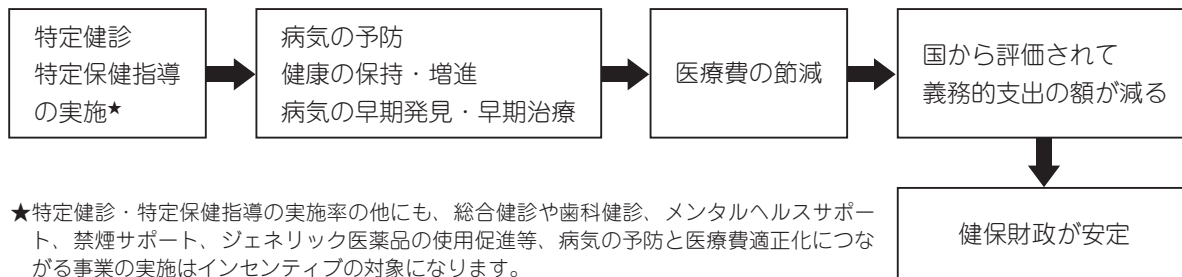 特定健診
特定保健指導
の実施★
病気の予防
健康の保持・増進
病気の早期発見・早期治療
医療費の節減
国から評価されて
義務的支出の額が減る
健保財政が安定
★特定健診・特定保健指導の実施率の他にも、総合健診や歯科健診、メンタルヘルスサポー
ト、禁煙サポート、ジェネリック医薬品の使用促進等、病気の予防と医療費適正化につな
がる事業の実施はインセンティブの対象になります。